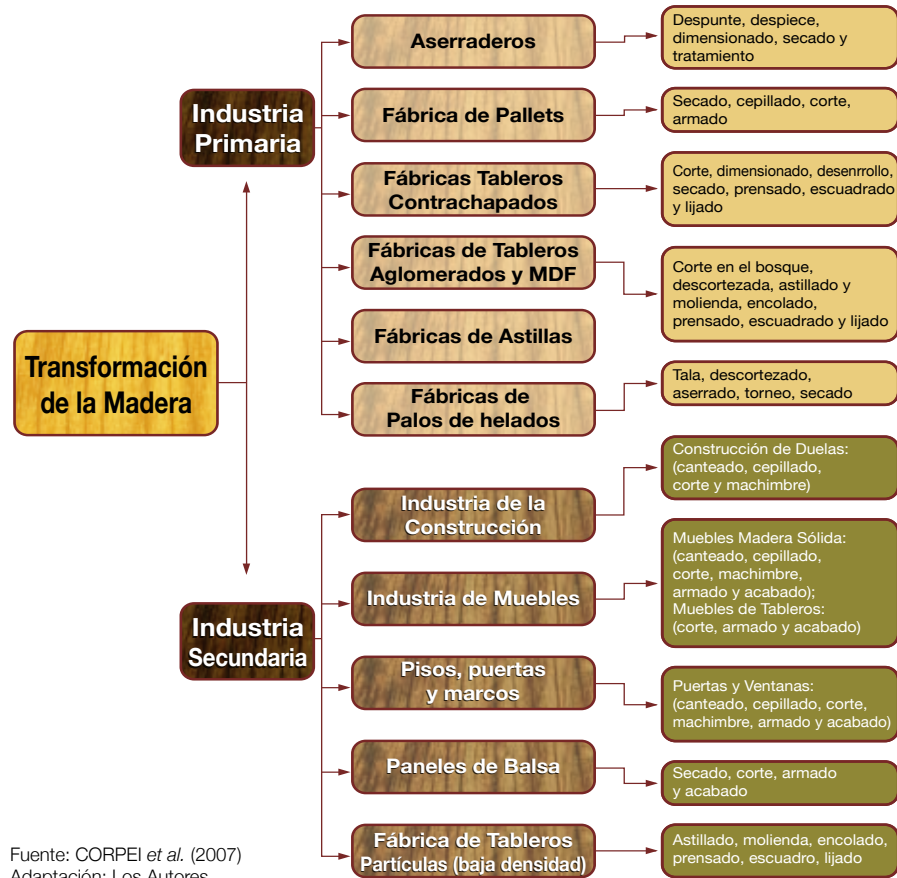 Transformación
de la Madera
Industria
Primaria
Aserraderos
Despunte, despiece,
dimensionado, secado y
tratamiento
Fábrica de Pallets
Secado, cepillado, corte,
armado
Fábricas Tableros
Contrachapados
Corte, dimensionado, desenrrollo,
secado, prensado, escuadrado
y lijado
Fábricas de Tableros
Aglomerados y MDF
Corte en el bosque,
descortezada, astillado y
molienda, encolado,
prensado, escuadrado y lijado
Fábricas de Astillas
Fábricas de
Palos de helados
Tala, descortezado,
aserrado, torneo, secado
Industria
Secundaria
Industria de la
Construcción
Construcción de Duelas:
(canteado, cepillado,
corte y machimbre)
Industria de Muebles
Muebles Madera Sólida:
(canteado, cepillado,
corte, machimbre,
armado y acabado);
Muebles de Tableros:
(corte, armado y acabado)
Pisos, puertas
y marcos
Puertas y Ventanas:
(canteado, cepillado, corte,
machimbre, armado y acabado)
Paneles de Balsa
Secado, corte, armado
y acabado
Fábrica de Tableros
Partículas (baja densidad)
Astillado, molienda, encolado,
prensado, escuadro, lijado
Fuente: CORPEI et al. (2007)
Adaptación: Los Autores